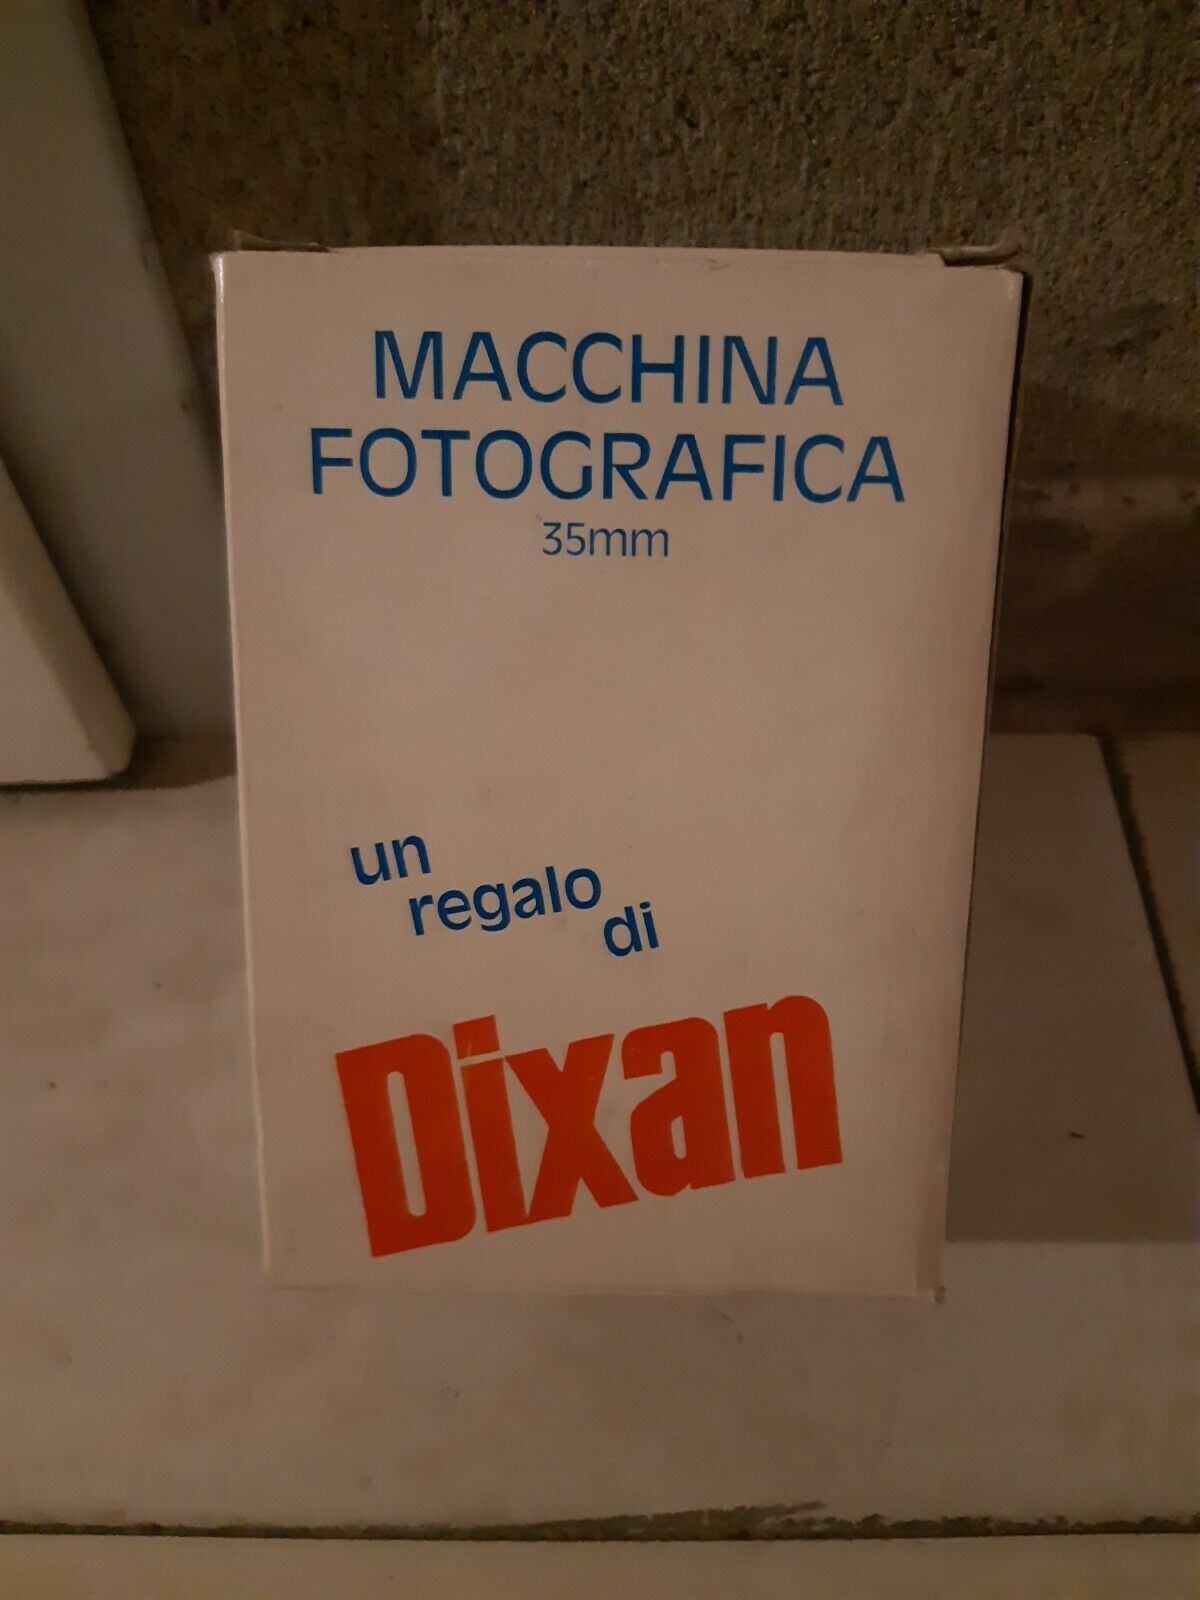 MACCHINA
FOTOGRAFICA
35mm
un
regalo
di
Dixan